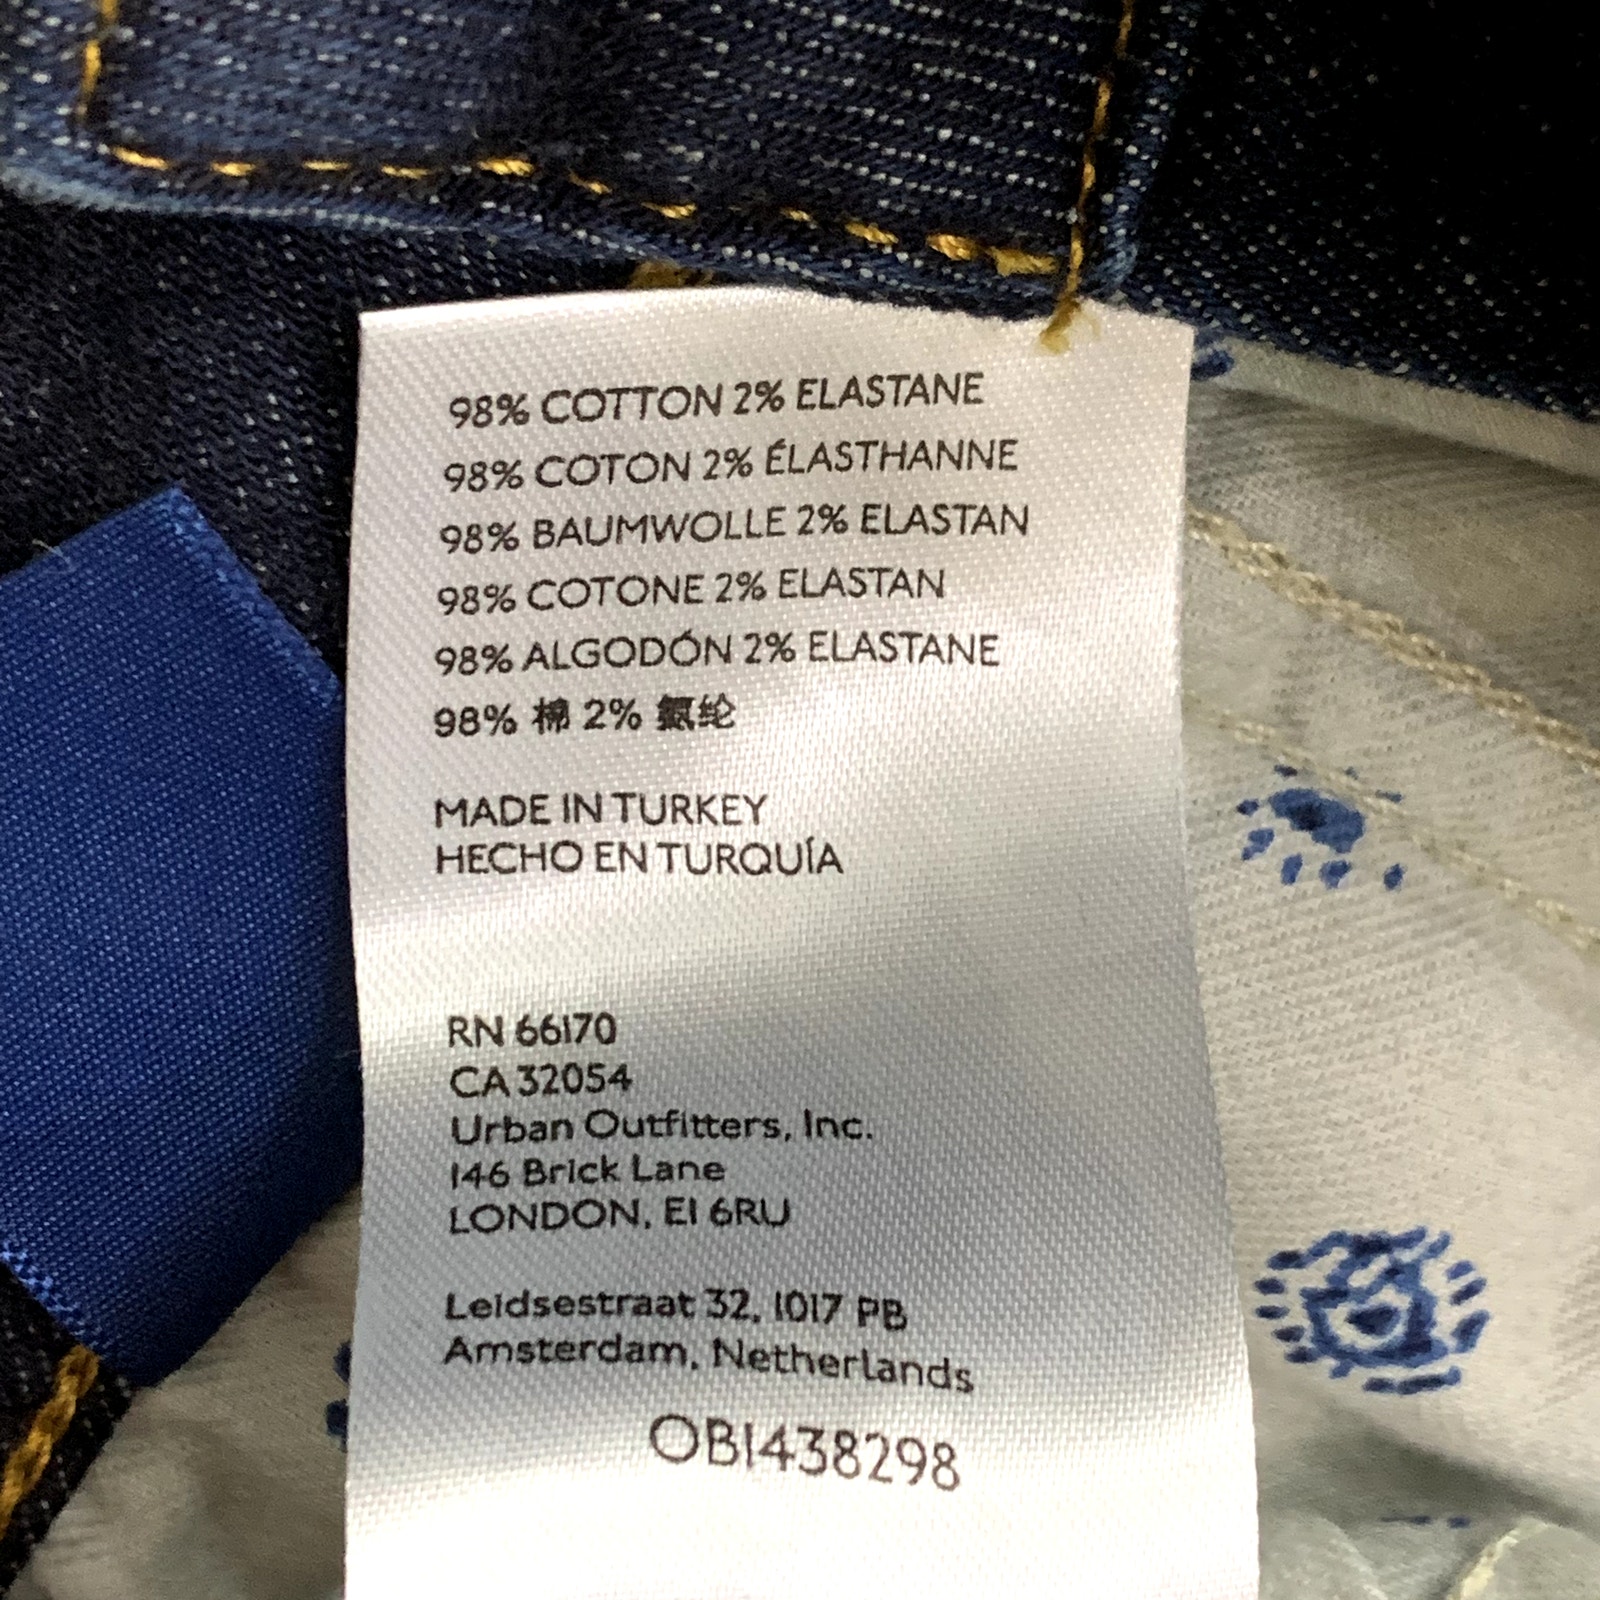 98% COTTON 2% ELASTANE
98% COTON 2% ÉLASTHANNE
98% BAUMWOLLE 2% ELASTAN
98% COTONE 2% ELASTAN
98% ALGODÓN 2% ELASTANE
98% 棉 2% 氨纶
MADE IN TURKEY
HECHO EN TURQUÍA
RN 66170
CA 32054
Urban Outfitters, Inc.
146 Brick Lane
LONDON, E1 6RU
Leidsestraat 32, 1017 PB
Amsterdam, Netherlands
OB1438298